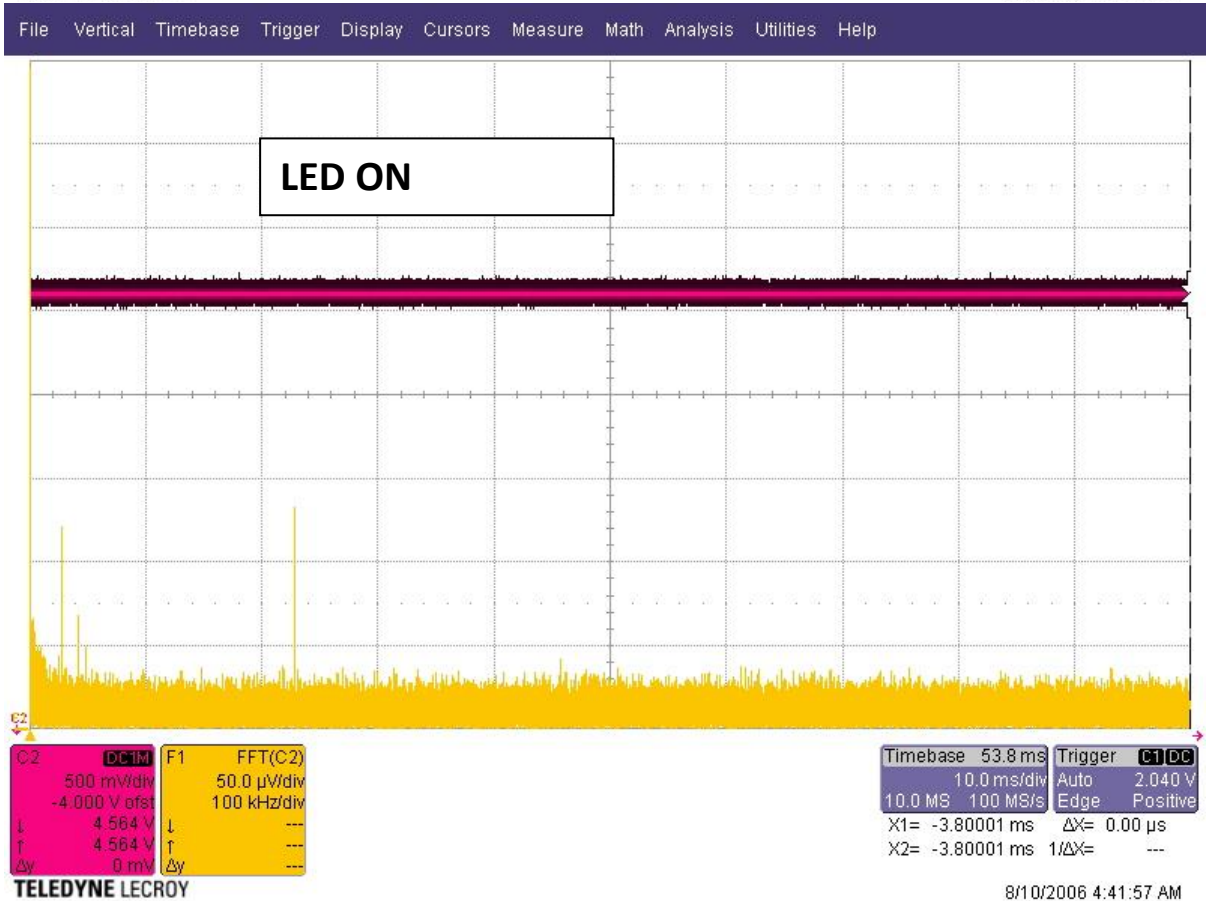 File Vertical Timebase Trigger Display Cursors Measure Math Analysis Utilities Help
LED ON
C2
C2 DC1M
500 mV/div
-4.000 V ofst
↓ 4.564 V
↑ 4.564 V
Δy 0 mV
F1 FFT(C2)
50.0 µV/div
100 kHz/div
↓ ---
↑ ---
Δy ---
Timebase 53.8 ms
10.0 ms/div
10.0 MS 100 MS/s
Trigger C1 DC
Auto 2.040 V
Edge Positive
X1= -3.80001 ms ΔX= 0.00 µs
X2= -3.80001 ms 1/ΔX= ---
TELEDYNE LECROY
8/10/2006 4:41:57 AM